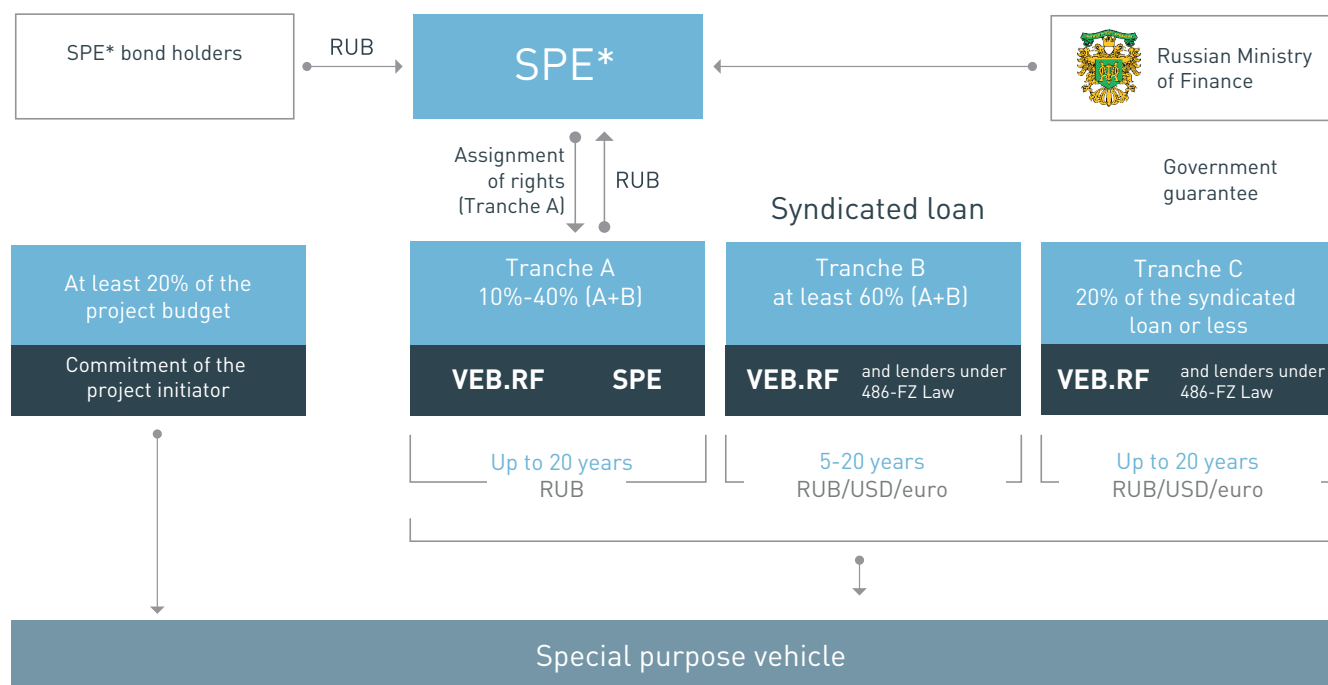 SPE* bond holders
RUB
SPE*
Russian Ministry
of Finance
Assignment
of rights
(Tranche A)
RUB
Government
guarantee
Syndicated loan
At least 20% of the
project budget
Commitment of the
project initiator
Tranche A
10%-40% (A+B)
VEB.RF
SPE
Tranche B
at least 60% (A+B)
VEB.RF
and lenders under
486-FZ Law
Tranche C
20% of the syndicated
loan or less
VEB.RF
and lenders under
486-FZ Law
Up to 20 years
RUB
5-20 years
RUB/USD/euro
Up to 20 years
RUB/USD/euro
Special purpose vehicle